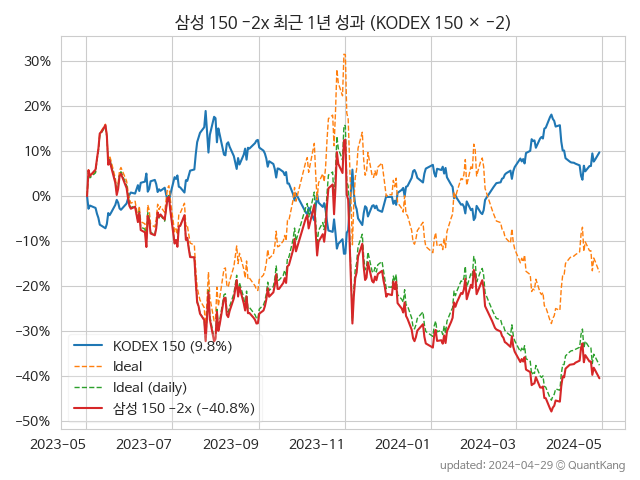 삼성 150 −2x 최근 1년 성과 (KODEX 150 × −2)
30%
20%
10%
0%
−10%
−20%
−30%
−40%
−50%
KODEX 150 (9.8%)
Ideal
Ideal (daily)
삼성 150 −2x (−40.8%)
2023-05 2023-07 2023-09 2023-11 2024-01 2024-03 2024-05
updated: 2024-04-29 © QuantKang